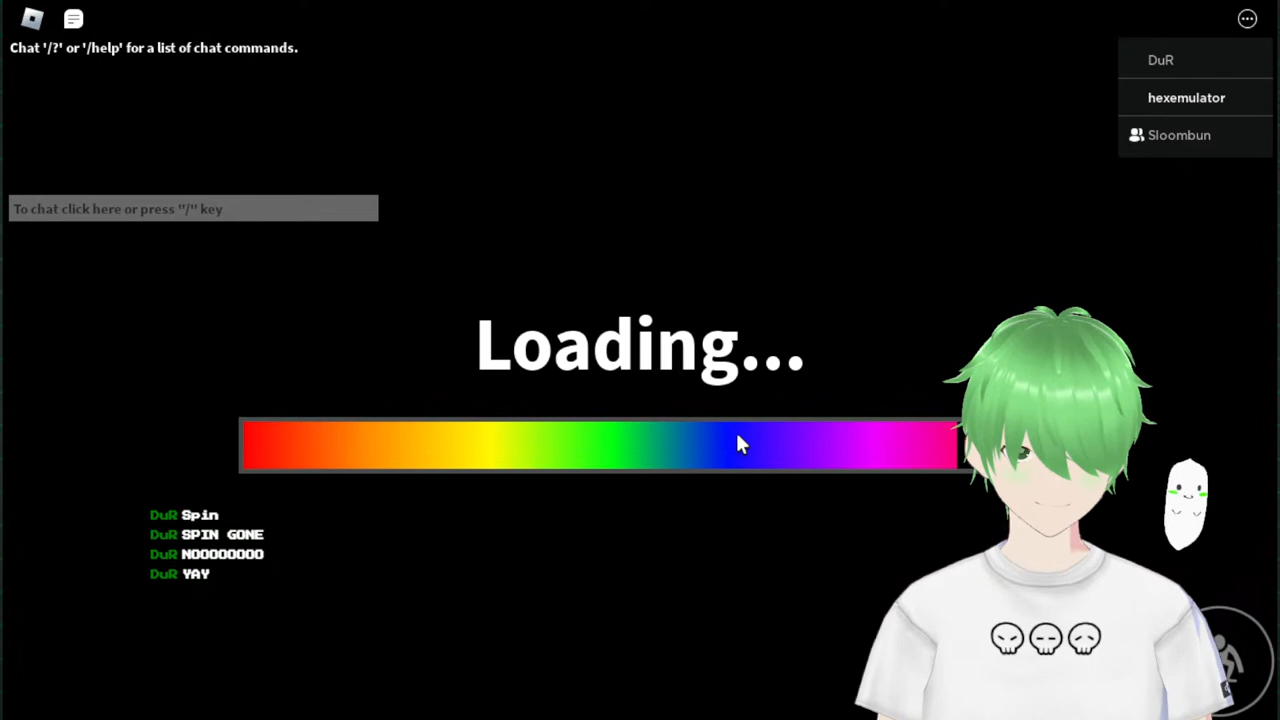 Chat '/?' or '/help' for a list of chat commands.
DuR
hexemulator
Sloombun
To chat click here or press "/" key
Loading...
DuR Spin
DuR SPIN GONE
DuR NOOOOOOOO
DuR YAY